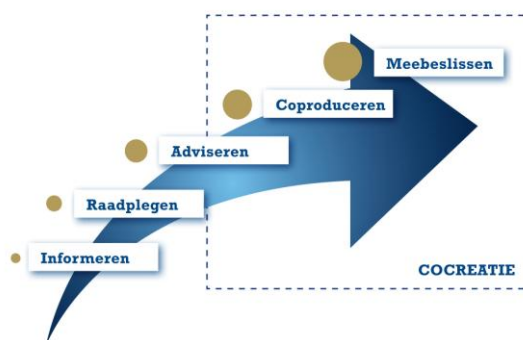 Meebeslissen
Coproduceren
Adviseren
Raadplegen
Informeren
COCREATIE